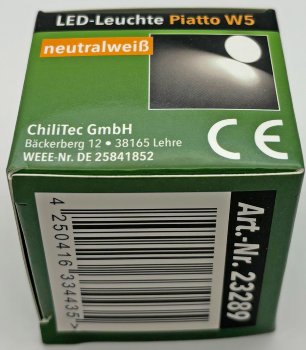 LED-Leuchte Piatto W5
neutralweiß
ChiliTec GmbH
Bäckerberg 12 • 38165 Lehre
WEEE-Nr. DE 25841852
CE
4 250416 334435 >
Art.-Nr. 23289